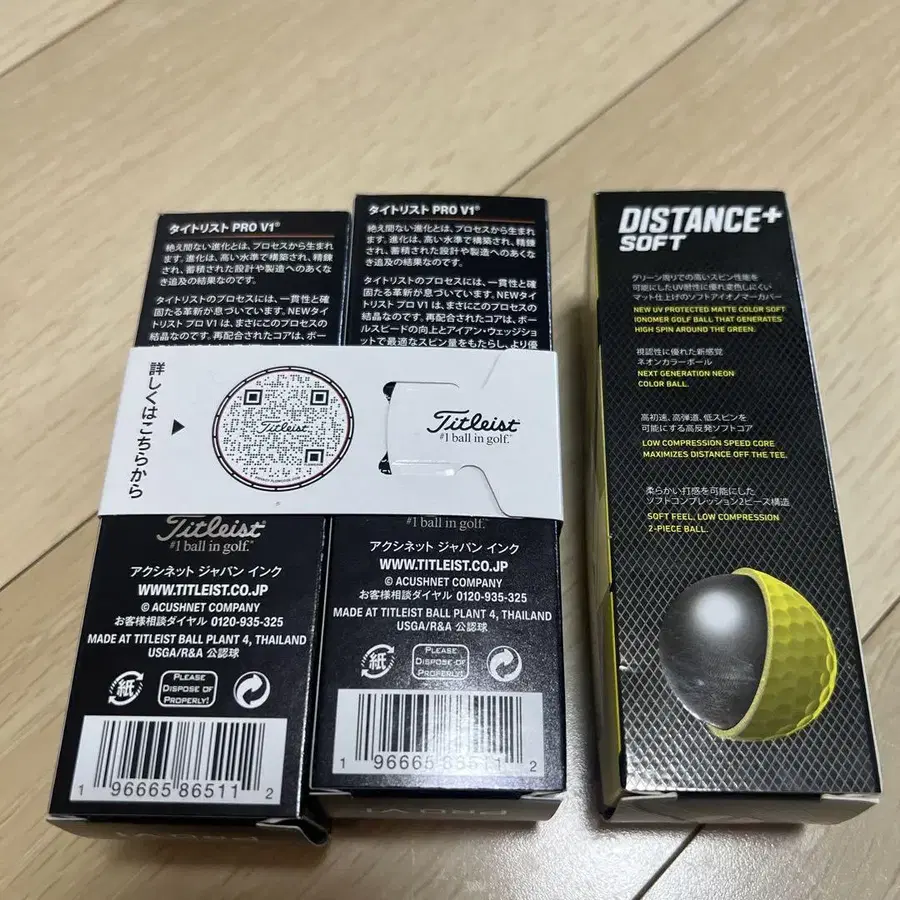 タイトリスト PRO V1®
絶え間ない進化とは、プロセスから生まれ
ます。進化は、高い水準で構築され、精錬
され、蓄積された設計や製造へのあくな
き追及の結果なのです。
タイトリストのプロセスには、一貫性と確
固たる革新が息づいています。NEWタイ
トリスト プロ V1 は、まさにこのプロセスの
結晶なのです。再配合されたコアは、ボー
タイトリスト PRO V1®
絶え間ない進化とは、プロセスから生まれ
ます。進化は、高い水準で構築され、精錬
され、蓄積された設計や製造へのあくな
き追及の結果なのです。
タイトリストのプロセスには、一貫性と確
固たる革新が息づいています。NEWタイ
トリスト プロ V1 は、まさにこのプロセスの
結晶なのです。再配合されたコアは、ボー
ルスピードの向上とアイアン・ウェッジショッ
トで最適なスピン量をもたらし、より優
詳しくはこちらから
Titleist
Titleist
#1 ball in golf.™
Titleist
#1 ball in golf.™
アクシネット ジャパン インク
WWW.TITLEIST.CO.JP
© ACUSHNET COMPANY
お客様相談ダイヤル 0120-935-325
MADE AT TITLEIST BALL PLANT 4, THAILAND
USGA/R&A 公認球
紙
PLEASE
DISPOSE OF
PROPERLY!
1 96665 86511 2
Titleist
#1 ball in golf.™
アクシネット ジャパン インク
WWW.TITLEIST.CO.JP
© ACUSHNET COMPANY
お客様相談ダイヤル 0120-935-325
MADE AT TITLEIST BALL PLANT 4, THAILAND
USGA/R&A 公認球
紙
PLEASE
DISPOSE OF
PROPERLY!
1 96665 86511 2
PRO V1
DISTANCE+
SOFT
グリーン周りでの高いスピン性能を
可能にしたUV耐性に優れ変色しにくい
マット仕上げのソフトアイオノマーカバー
NEW UV PROTECTED MATTE COLOR SOFT
IONOMER GOLF BALL THAT GENERATES
HIGH SPIN AROUND THE GREEN.
視認性に優れた新感覚
ネオンカラーボール
NEXT GENERATION NEON
COLOR BALL.
高初速、高弾道、低スピンを
可能にする高反発ソフトコア
LOW COMPRESSION SPEED CORE
MAXIMIZES DISTANCE OFF THE TEE.
柔らかい打感を可能にした
ソフトコンプレッション2ピース構造
SOFT FEEL, LOW COMPRESSION
2-PIECE BALL.